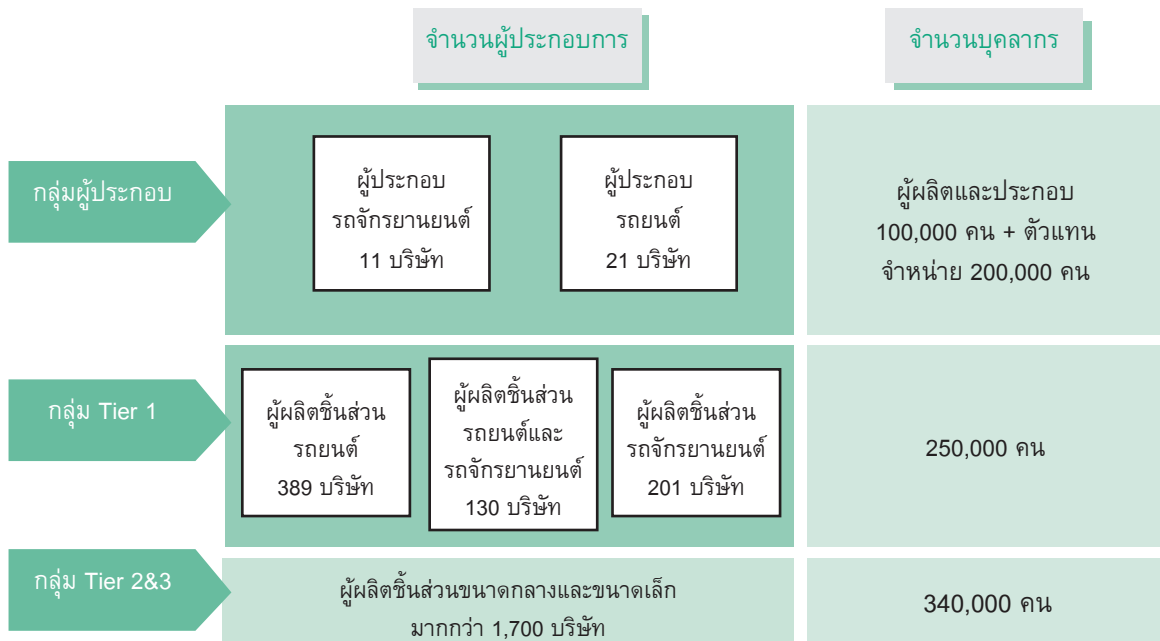 จำนวนผู้ประกอบการ
จำนวนบุคลากร
กลุ่มผู้ประกอบ
ผู้ประกอบ
รถจักรยานยนต์
11 บริษัท
ผู้ประกอบ
รถยนต์
21 บริษัท
ผู้ผลิตและประกอบ
100,000 คน + ตัวแทน
จำหน่าย 200,000 คน
กลุ่ม Tier 1
ผู้ผลิตชิ้นส่วน
รถยนต์
389 บริษัท
ผู้ผลิตชิ้นส่วน
รถยนต์และ
รถจักรยานยนต์
130 บริษัท
ผู้ผลิตชิ้นส่วน
รถจักรยานยนต์
201 บริษัท
250,000 คน
กลุ่ม Tier 2&3
ผู้ผลิตชิ้นส่วนขนาดกลางและขนาดเล็ก
มากกว่า 1,700 บริษัท
340,000 คน